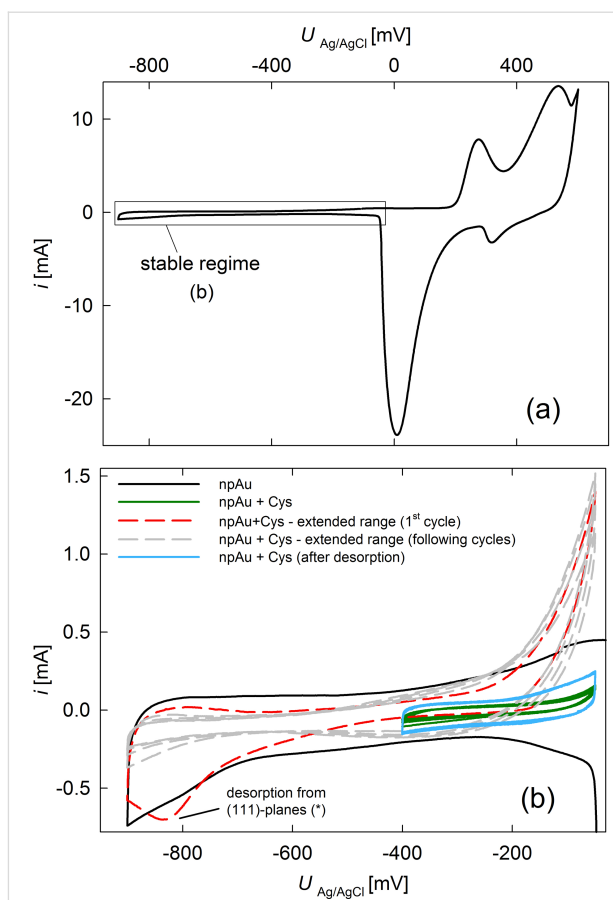 U Ag/AgCl [mV]
-800 -400 0 400
10
0
-10
-20
i [mA]
stable regime
(b)
(a)
1.5
1.0
0.5
0.0
-0.5
i [mA]
npAu
npAu + Cys
npAu+Cys - extended range (1st cycle)
npAu + Cys - extended range (following cycles)
npAu + Cys (after desorption)
desorption from
(111)-planes (*)
(b)
-800 -600 -400 -200
U Ag/AgCl [mV]